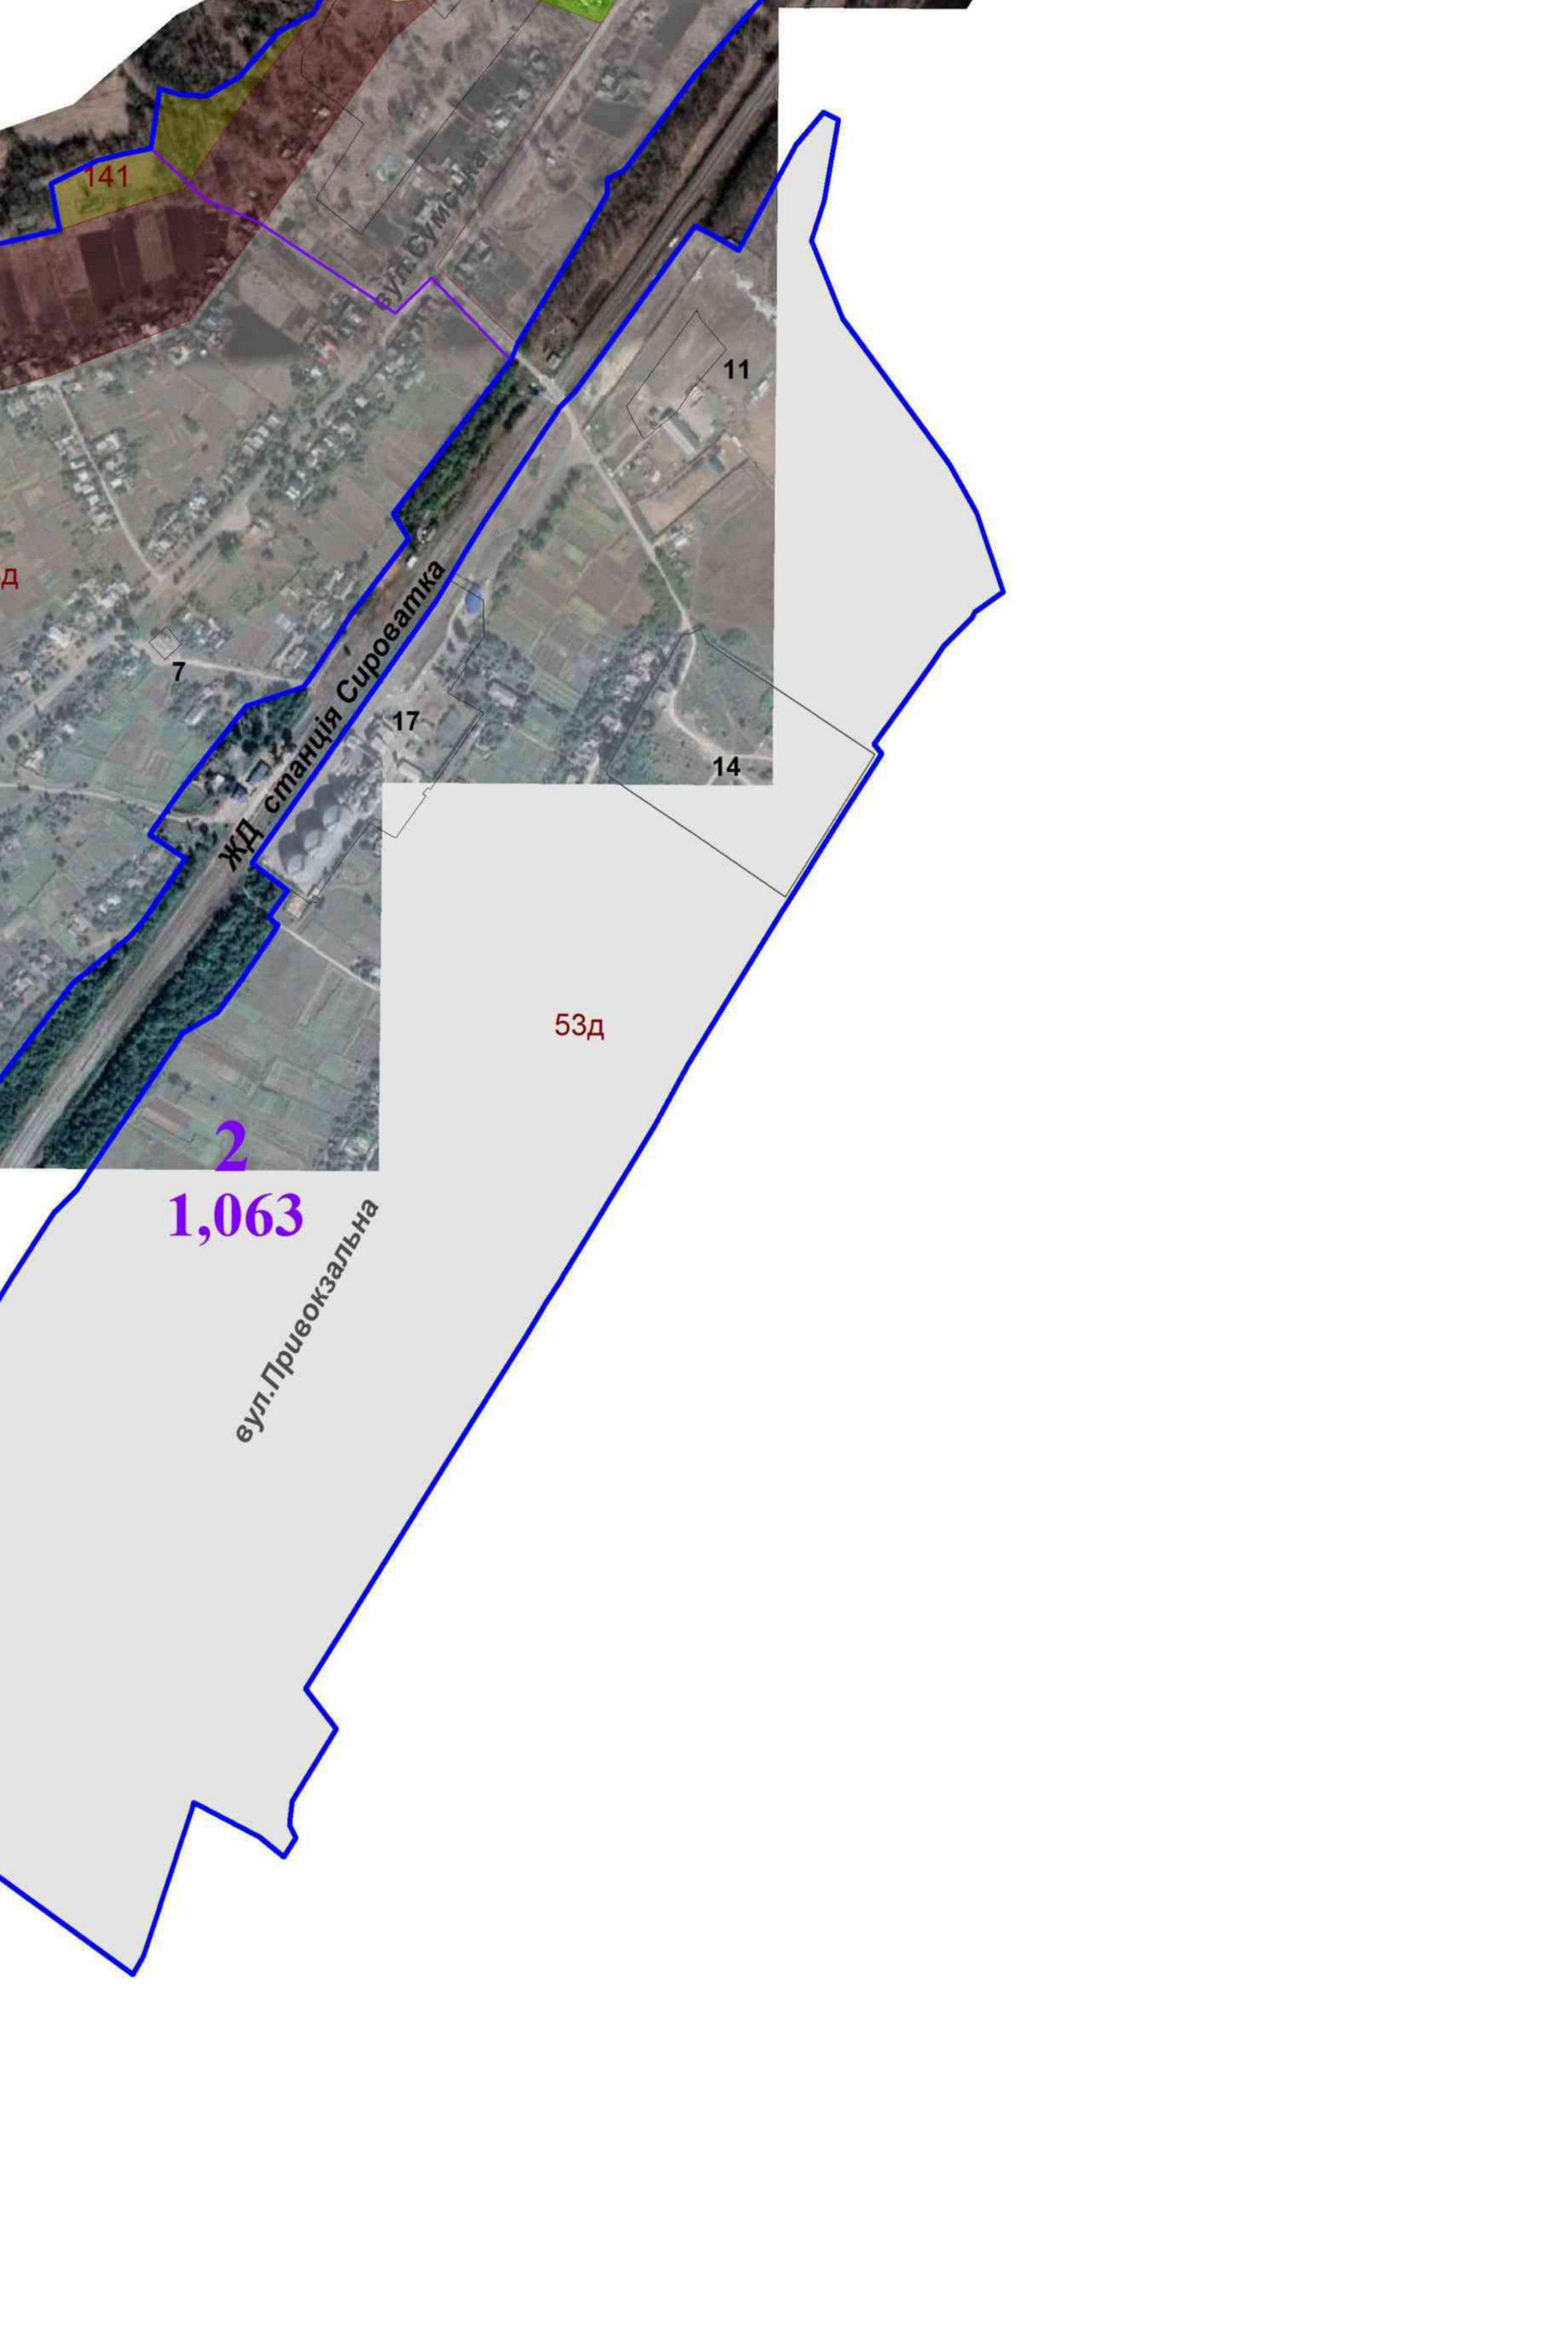 141
вул.Сумська
11
д
7
ЖД станція Сироватка
17
14
53д
2
1,063
вул.Привокзальна